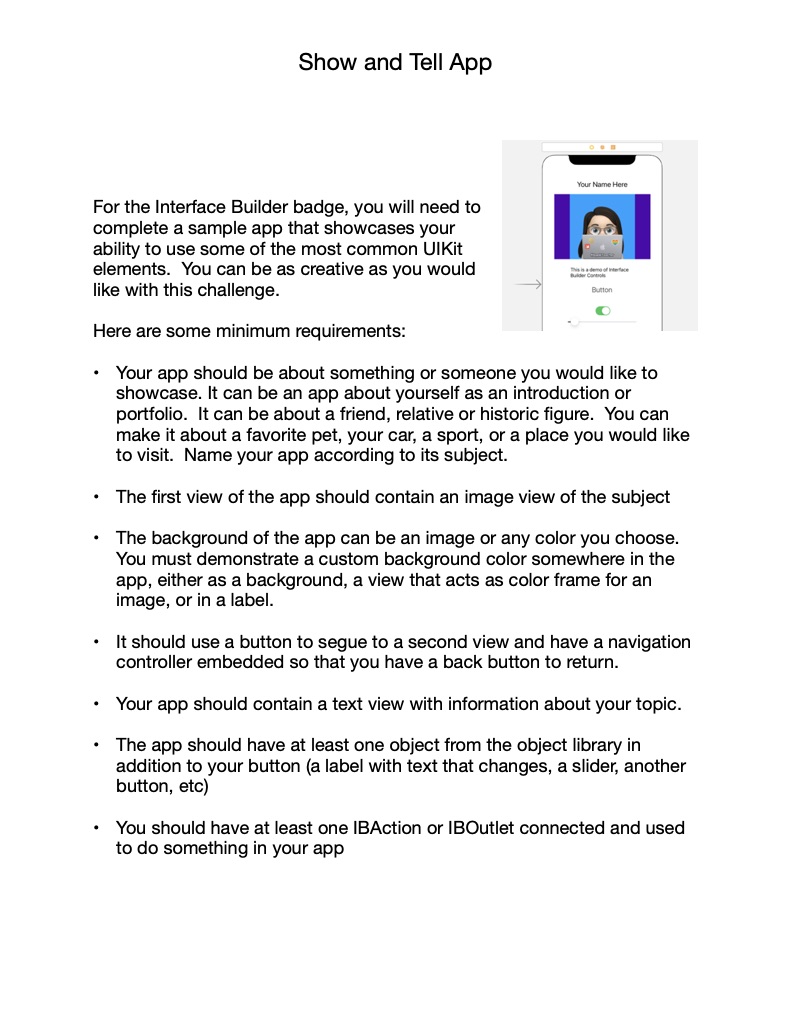 Show and Tell App
Your Name Here
This is a demo of Interface
Builder Controls
Button
For the Interface Builder badge, you will need to
complete a sample app that showcases your
ability to use some of the most common UIKit
elements.  You can be as creative as you would
like with this challenge.
Here are some minimum requirements:
• Your app should be about something or someone you would like to
showcase. It can be an app about yourself as an introduction or
portfolio.  It can be about a friend, relative or historic figure.  You can
make it about a favorite pet, your car, a sport, or a place you would like
to visit.  Name your app according to its subject.
• The first view of the app should contain an image view of the subject
• The background of the app can be an image or any color you choose.
You must demonstrate a custom background color somewhere in the
app, either as a background, a view that acts as color frame for an
image, or in a label.
• It should use a button to segue to a second view and have a navigation
controller embedded so that you have a back button to return.
• Your app should contain a text view with information about your topic.
• The app should have at least one object from the object library in
addition to your button (a label with text that changes, a slider, another
button, etc)
• You should have at least one IBAction or IBOutlet connected and used
to do something in your app